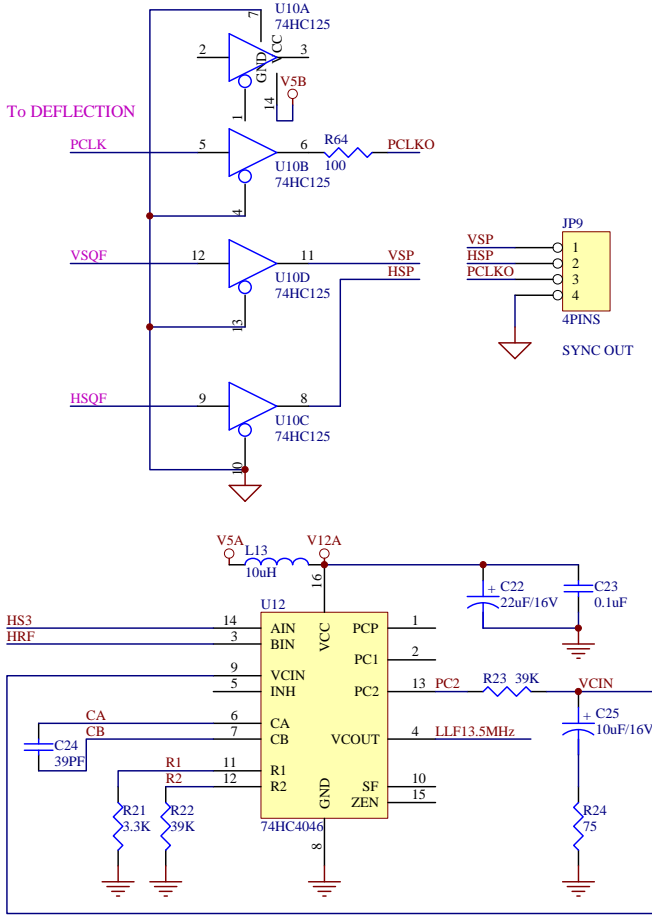 U10A
74HC125
7
2
3
GND
VCC
14
V5B
1
To DEFLECTION
PCLK
5
6
R64
100
PCLKO
U10B
74HC125
4
VSQF
12
11
VSP
HSP
U10D
74HC125
13
HSQF
9
8
U10C
74HC125
10
JP9
VSP
1
HSP
2
PCLKO
3
4
4PINS
SYNC OUT
V5A
L13
10uH
V12A
16
C22
+
22uF/16V
C23
0.1uF
U12
HS3
14
AIN
HRF
3
BIN
9
VCIN
5
INH
CA
6
CA
CB
7
CB
C24
39PF
R1
11
R1
R2
12
R2
R21
3.3K
R22
39K
VCC
GND
8
PCP
1
PC1
2
PC2
13
PC2
R23 39K
VCIN
VCOUT
4
LLF13.5MHz
SF
10
ZEN
15
74HC4046
+
C25
10uF/16V
R24
75